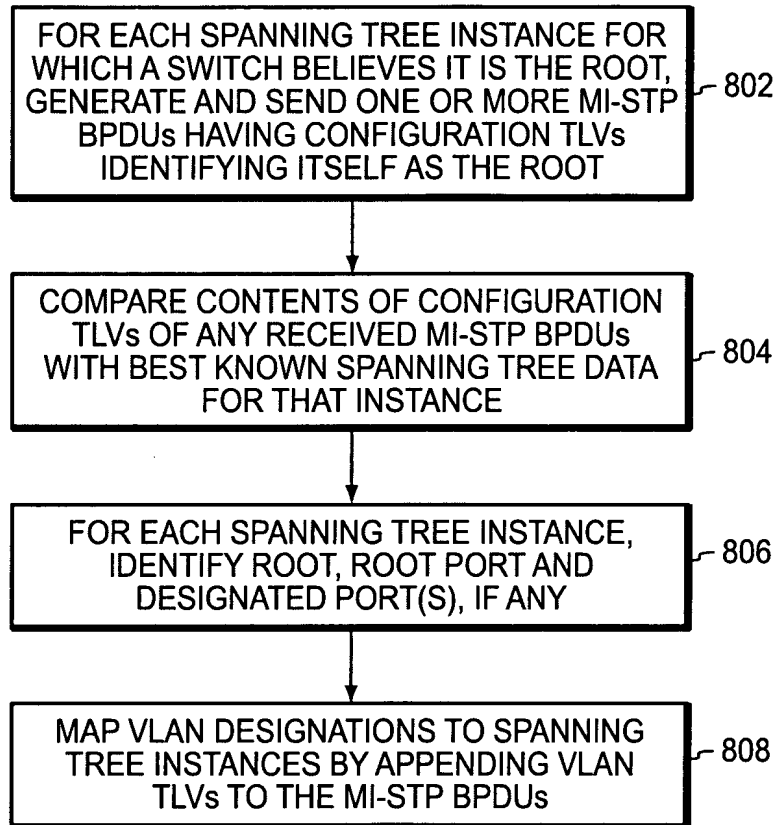 FOR EACH SPANNING TREE INSTANCE FOR
WHICH A SWITCH BELIEVES IT IS THE ROOT,
GENERATE AND SEND ONE OR MORE MI-STP
BPDUs HAVING CONFIGURATION TLVs
IDENTIFYING ITSELF AS THE ROOT
802
COMPARE CONTENTS OF CONFIGURATION
TLVs OF ANY RECEIVED MI-STP BPDUs
WITH BEST KNOWN SPANNING TREE DATA
FOR THAT INSTANCE
804
FOR EACH SPANNING TREE INSTANCE,
IDENTIFY ROOT, ROOT PORT AND
DESIGNATED PORT(S), IF ANY
806
MAP VLAN DESIGNATIONS TO SPANNING
TREE INSTANCES BY APPENDING VLAN
TLVs TO THE MI-STP BPDUs
808